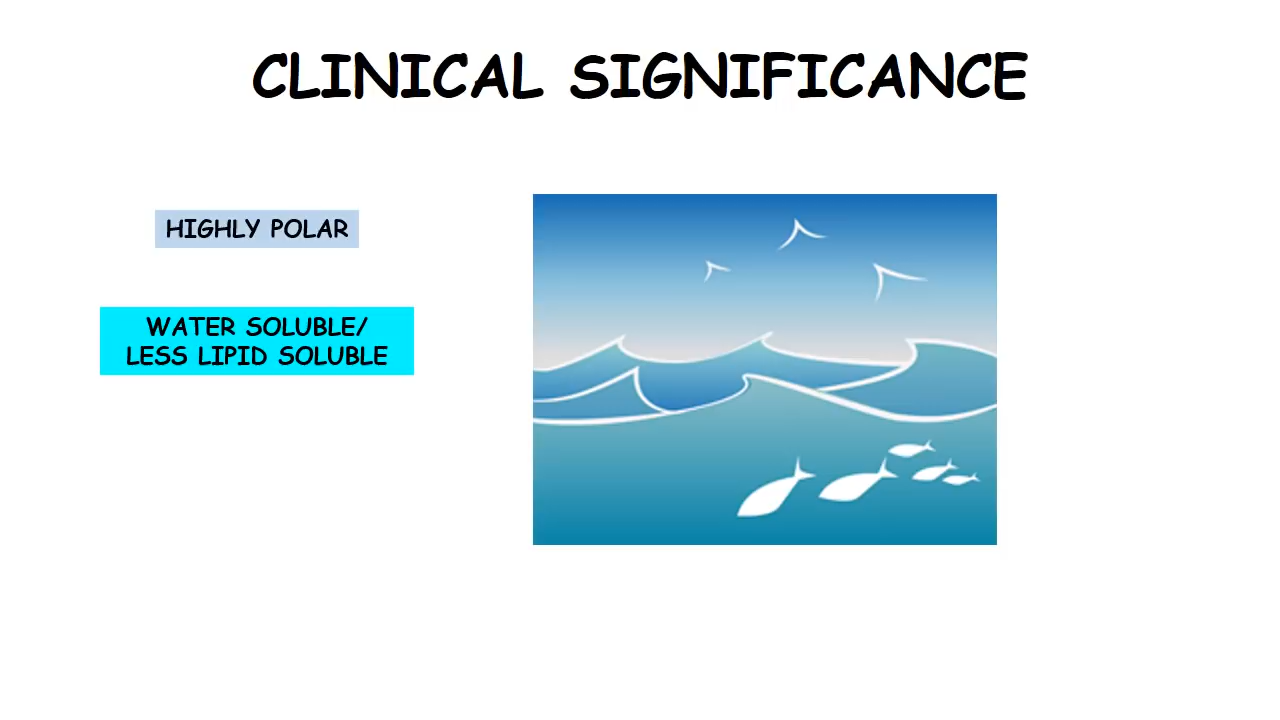 CLINICAL SIGNIFICANCE
HIGHLY POLAR
WATER SOLUBLE/
LESS LIPID SOLUBLE